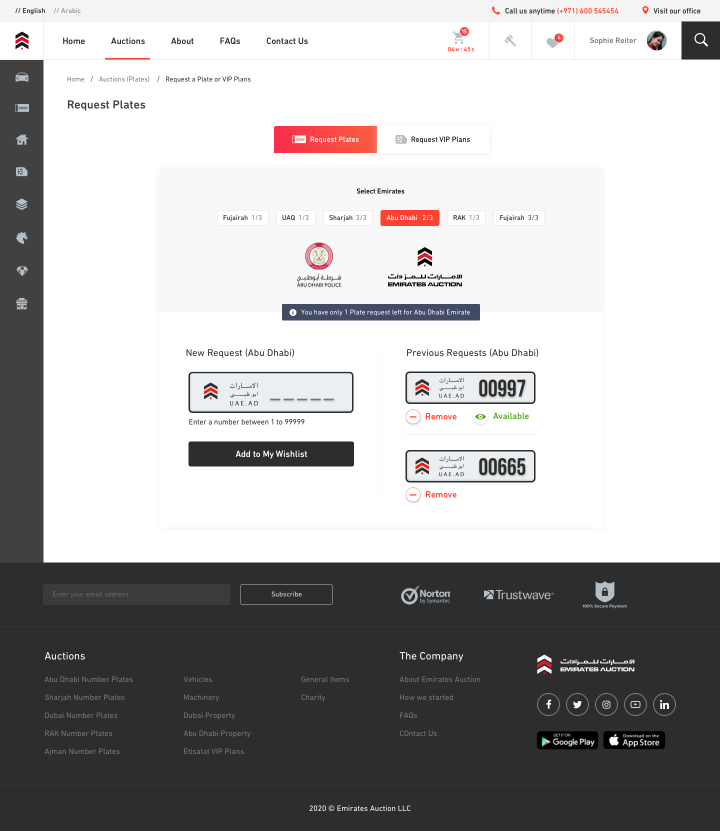 // English // Arabic
Call us anytime (+971) 600 545454
Visit our office
Home Auctions About FAQs Contact Us
15
04M : 45 S
4
Sophie Reiter
Home / Auctions (Plates) / Request a Plate or VIP Plans
Request Plates
Request Plates
Request VIP Plans
Select Emirates
Fujairah 1/3
UAQ 1/3
Sharjah 3/3
Abu Dhabi 2/3
RAK 1/3
Fujairah 3/3
شرطة أبوظبي
ABU DHABI POLICE
الإمارات للمزادات
EMIRATES AUCTION
You have only 1 Plate request left for Abu Dhabi Emirate
New Request (Abu Dhabi)
الامارات
ابوظبي
UAE.AD
_ _ _ _ _
Enter a number between 1 to 99999
Add to My Wishlist
Previous Requests (Abu Dhabi)
الامارات
ابوظبي
UAE.AD
00997
Remove
Available
الامارات
ابوظبي
UAE.AD
00665
Remove
Enter your email address
Subscribe
Norton
by Symantec
Trustwave
100% Secure Payment
Auctions
Abu Dhabi Number Plates
Sharjah Number Plates
Dubai Number Plates
RAK Number Plates
Ajman Number Plates
Vehicles
Machinery
Dubai Property
Abu Dhabi Property
Etisalat VIP Plans
General Items
Charity
The Company
About Emirates Auction
How we started
FAQs
COntact Us
الإمارات للمزادات
EMIRATES AUCTION
GET IT ON
Google Play
Download on the
App Store
2020 © Emirates Auction LLC